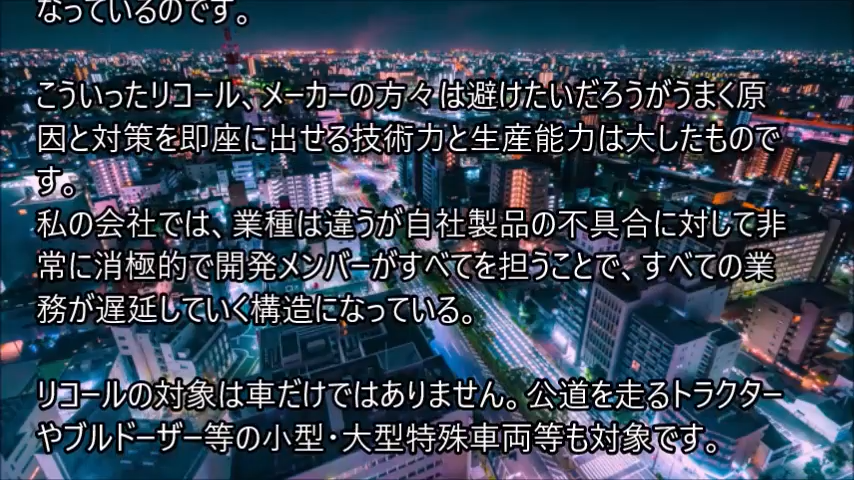 なっているのです。
こういったリコール、メーカーの方々は避けたいだろうがうまく原
因と対策を即座に出せる技術力と生産能力は大したもので
す。
私の会社では、業種は違うが自社製品の不具合に対して非
常に消極的で開発メンバーがすべてを担うことで、すべての業
務が遅延していく構造になっている。
リコールの対象は車だけではありません。公道を走るトラクター
やブルドーザー等の小型・大型特殊車両等も対象です。